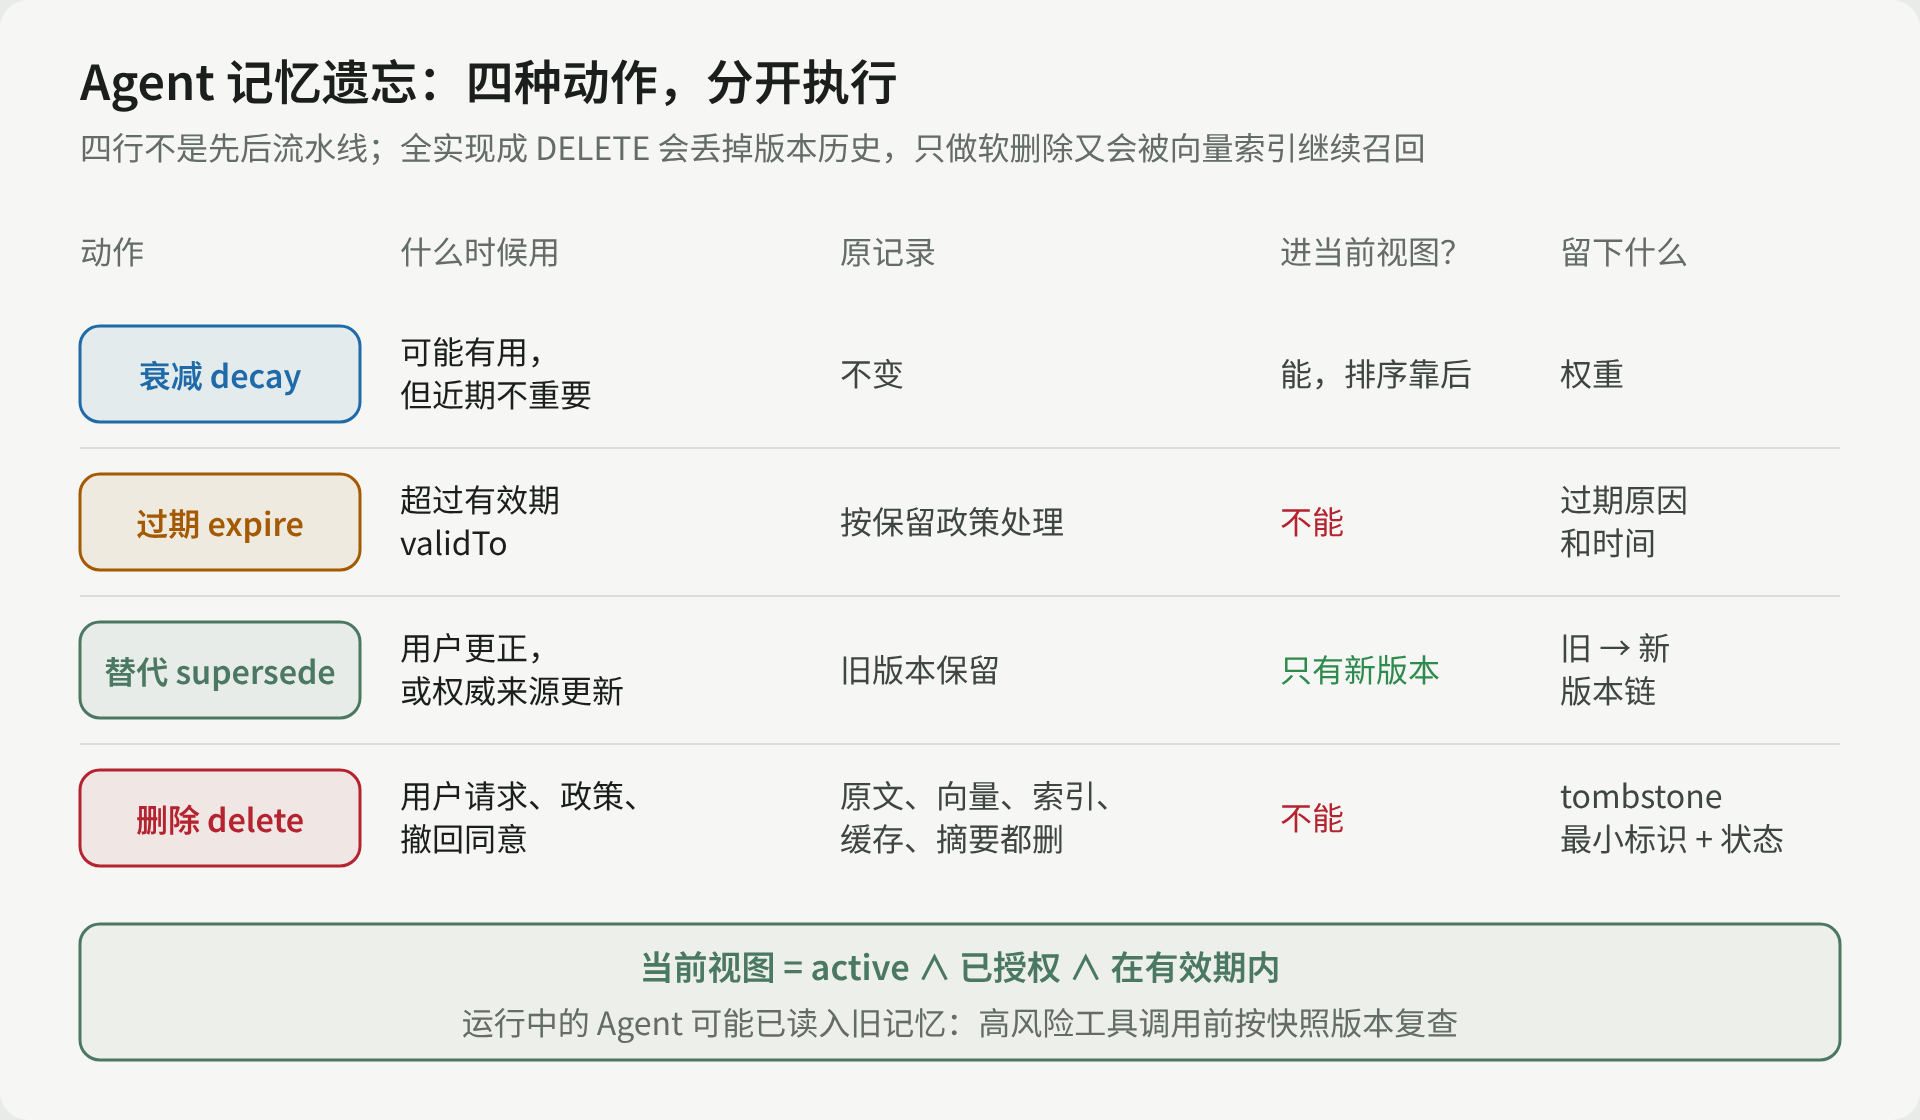 Agent 记忆遗忘：四种动作，分开执行
四行不是先后流水线；全实现成 DELETE 会丢掉版本历史，只做软删除又会被向量索引继续召回
动作
什么时候用
原记录
进当前视图？
留下什么
衰减 decay
可能有用，
但近期不重要
不变
能，排序靠后
权重
过期 expire
超过有效期
validTo
按保留政策处理
不能
过期原因
和时间
替代 supersede
用户更正，
或权威来源更新
旧版本保留
只有新版本
旧 → 新
版本链
删除 delete
用户请求、政策、
撤回同意
原文、向量、索引、
缓存、摘要都删
不能
tombstone
最小标识 + 状态
当前视图 = active ∧ 已授权 ∧ 在有效期内
运行中的 Agent 可能已读入旧记忆：高风险工具调用前按快照版本复查